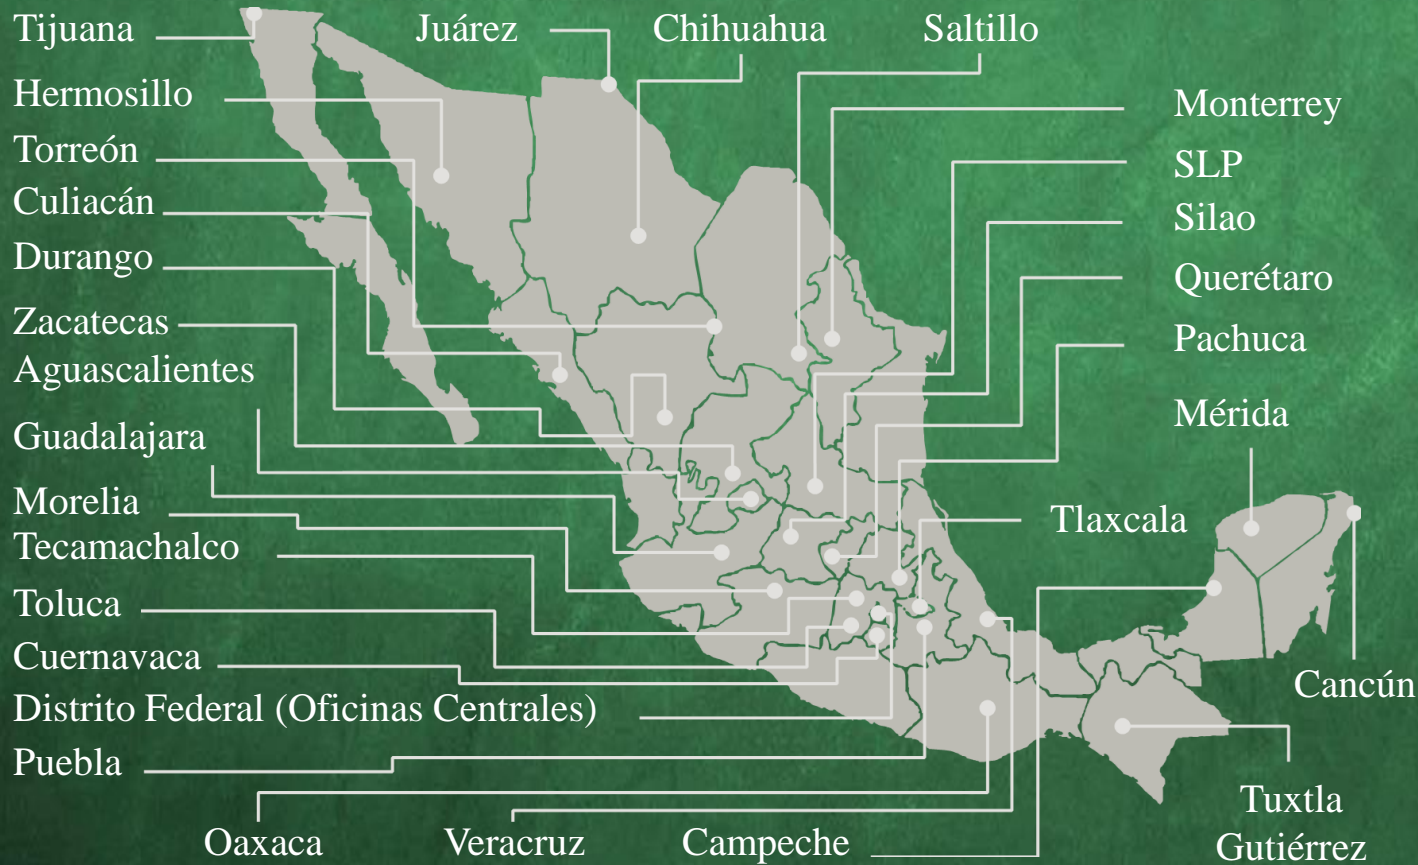 Tijuana
Juárez
Chihuahua
Saltillo
Hermosillo
Monterrey
Torreón
SLP
Culiacán
Silao
Durango
Querétaro
Zacatecas
Pachuca
Aguascalientes
Mérida
Guadalajara
Morelia
Tlaxcala
Tecamachalco
Toluca
Cuernavaca
Cancún
Distrito Federal (Oficinas Centrales)
Puebla
Tuxtla
Gutiérrez
Oaxaca
Veracruz
Campeche